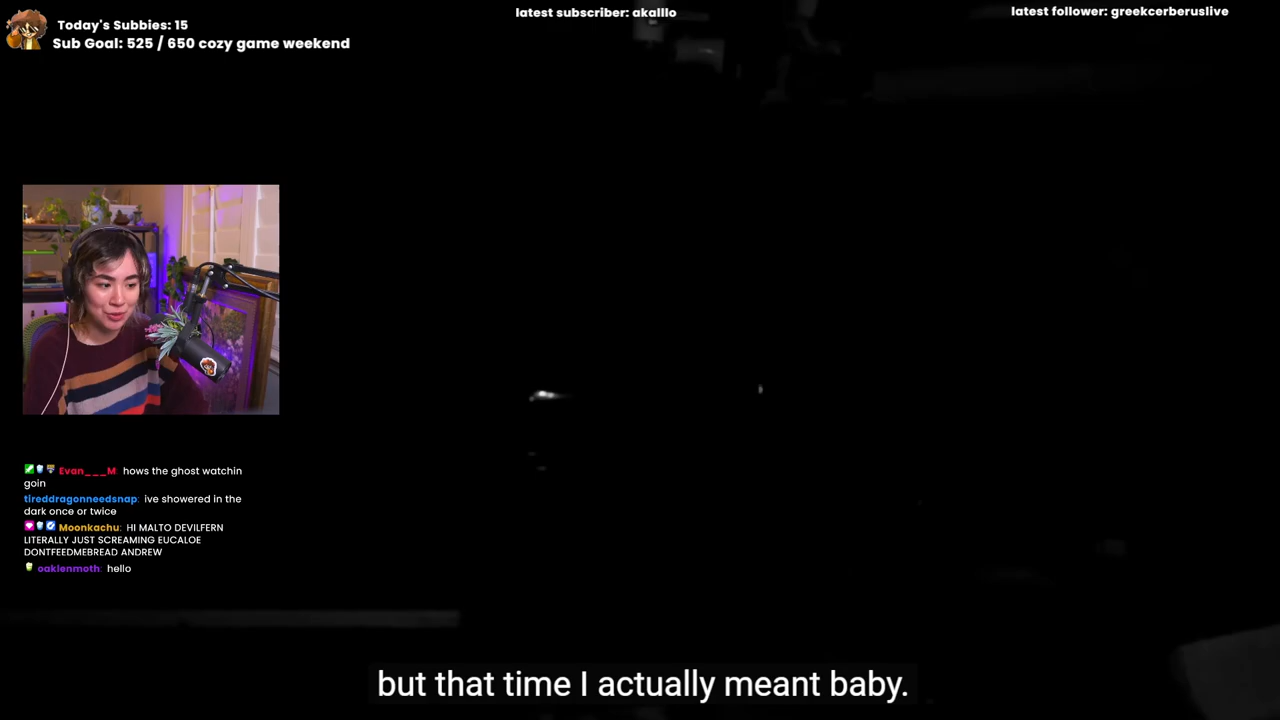 Today's Subbies: 15
Sub Goal: 525 / 650 cozy game weekend
latest subscriber: akalllo
latest follower: greekcerberuslive
Evan___M: hows the ghost watchin
goin
tireddragonneedsnap: ive showered in the
dark once or twice
Moonkachu: HI MALTO DEVILFERN
LITERALLY JUST SCREAMING EUCALOE
DONTFEEDMEBREAD ANDREW
oaklenmoth: hello
but that time I actually meant baby.